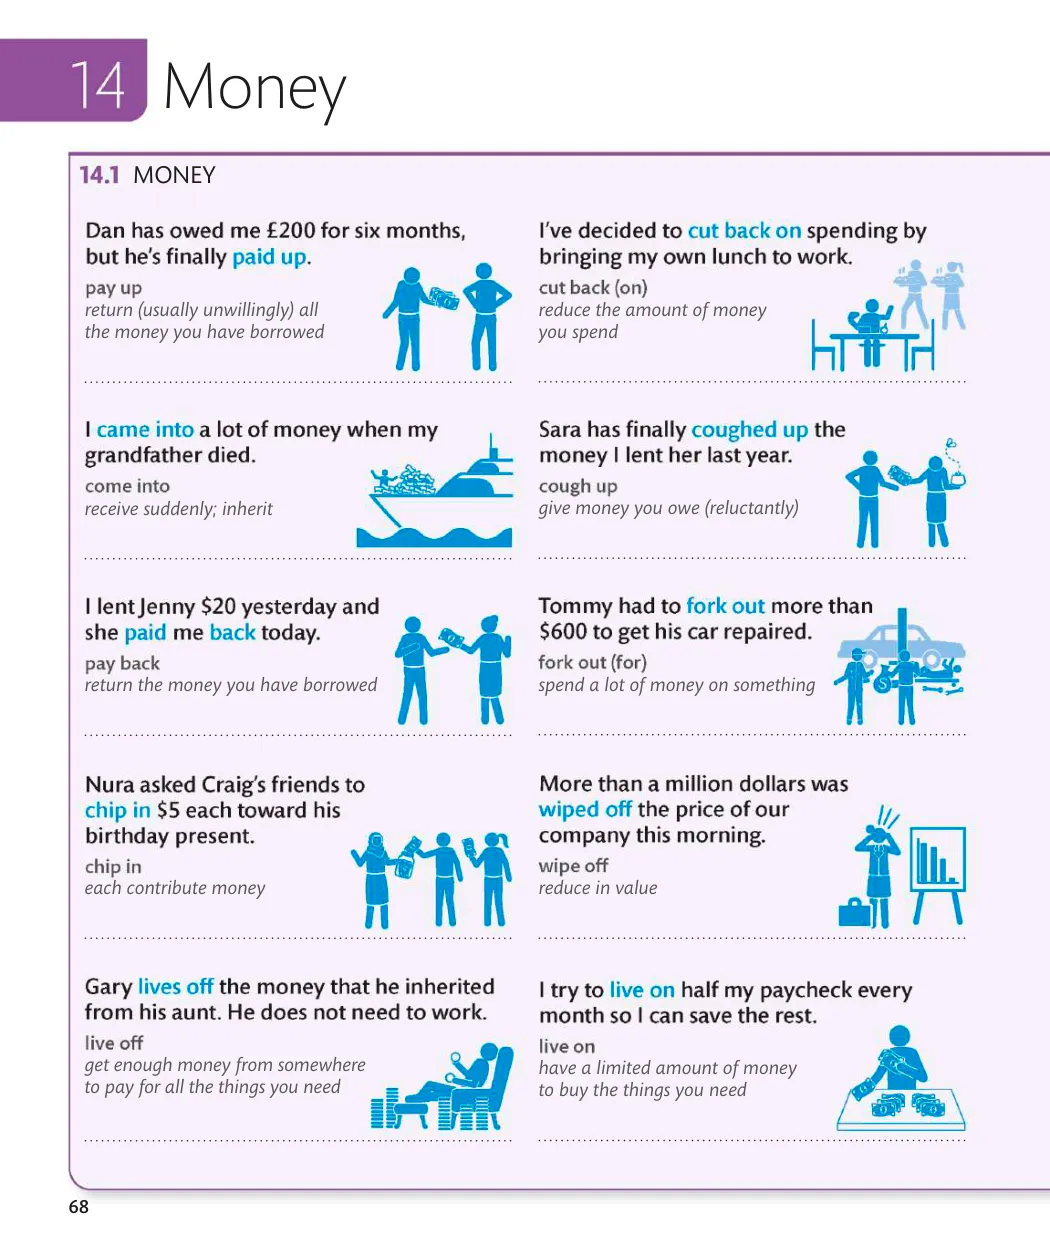 14 Money
14.1 MONEY
Dan has owed me £200 for six months,
but he's finally paid up.
pay up
return (usually unwillingly) all
the money you have borrowed
I've decided to cut back on spending by
bringing my own lunch to work.
cut back (on)
reduce the amount of money
you spend
I came into a lot of money when my
grandfather died.
come into
receive suddenly; inherit
Sara has finally coughed up the
money I lent her last year.
cough up
give money you owe (reluctantly)
I lent Jenny $20 yesterday and
she paid me back today.
pay back
return the money you have borrowed
Tommy had to fork out more than
$600 to get his car repaired.
fork out (for)
spend a lot of money on something
$
Nura asked Craig's friends to
chip in $5 each toward his
birthday present.
chip in
each contribute money
More than a million dollars was
wiped off the price of our
company this morning.
wipe off
reduce in value
Gary lives off the money that he inherited
from his aunt. He does not need to work.
live off
get enough money from somewhere
to pay for all the things you need
I try to live on half my paycheck every
month so I can save the rest.
live on
have a limited amount of money
to buy the things you need
68